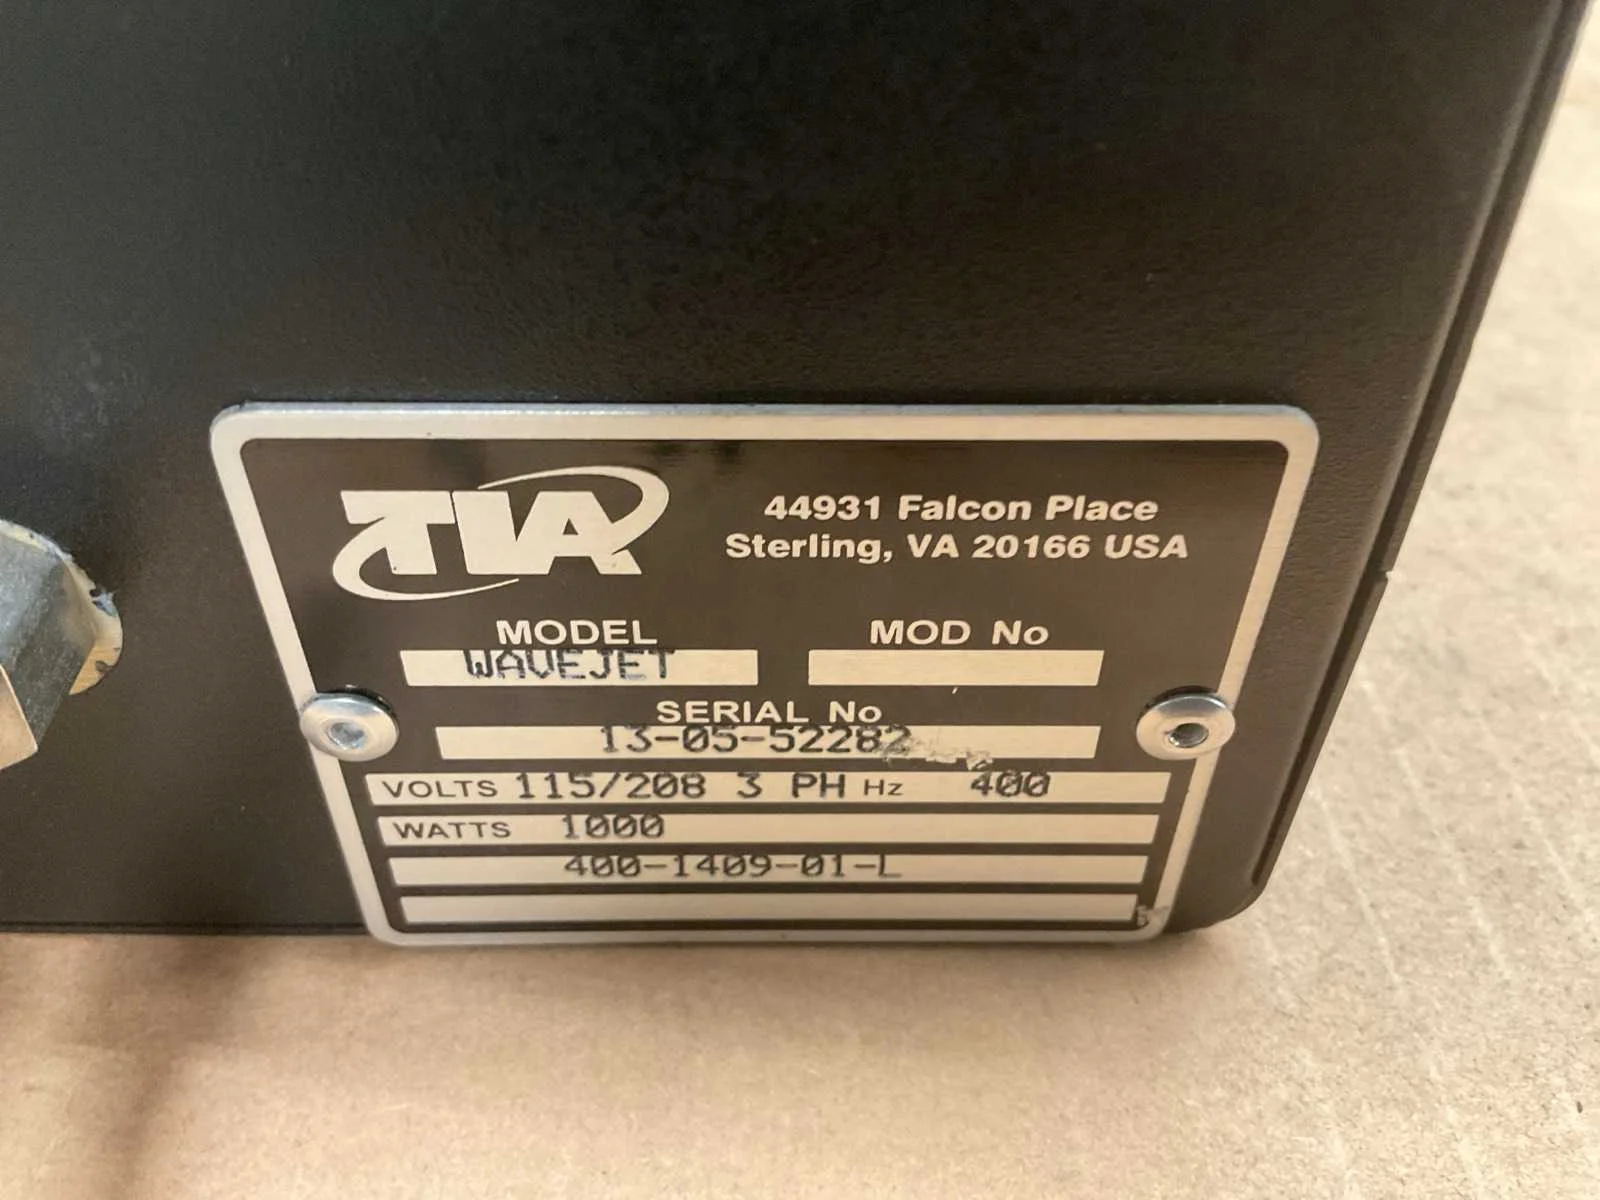 TIA
44931 Falcon Place
Sterling, VA 20166 USA
MODEL
WAVEJET
MOD No
SERIAL No
13-05-52282
VOLTS 115/208 3 PH Hz 400
WATTS 1000
400-1409-01-L